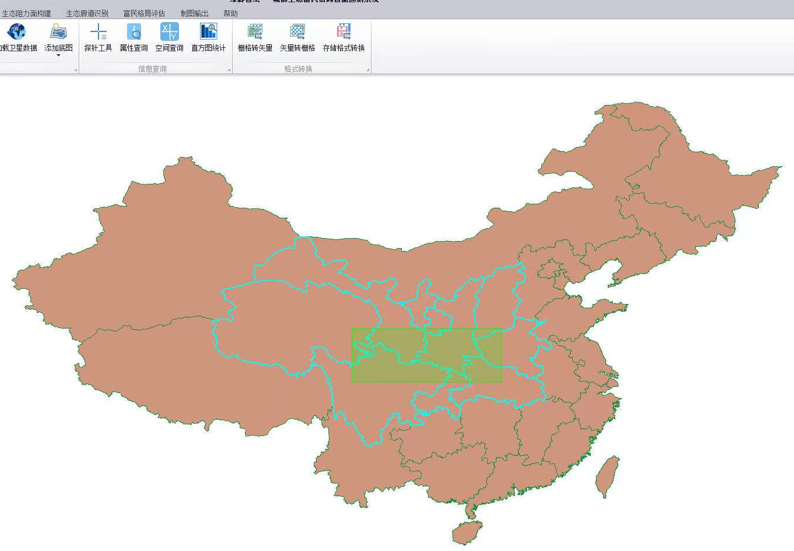 生态阻力面构建 生态廊道识别 富民格局评估 制图输出 帮助
载卫星数据 添加底图 探针工具 属性查询 空间查询 直方图统计 栅格转矢量 矢量转栅格 存储格式转换
信息查询 格式转换